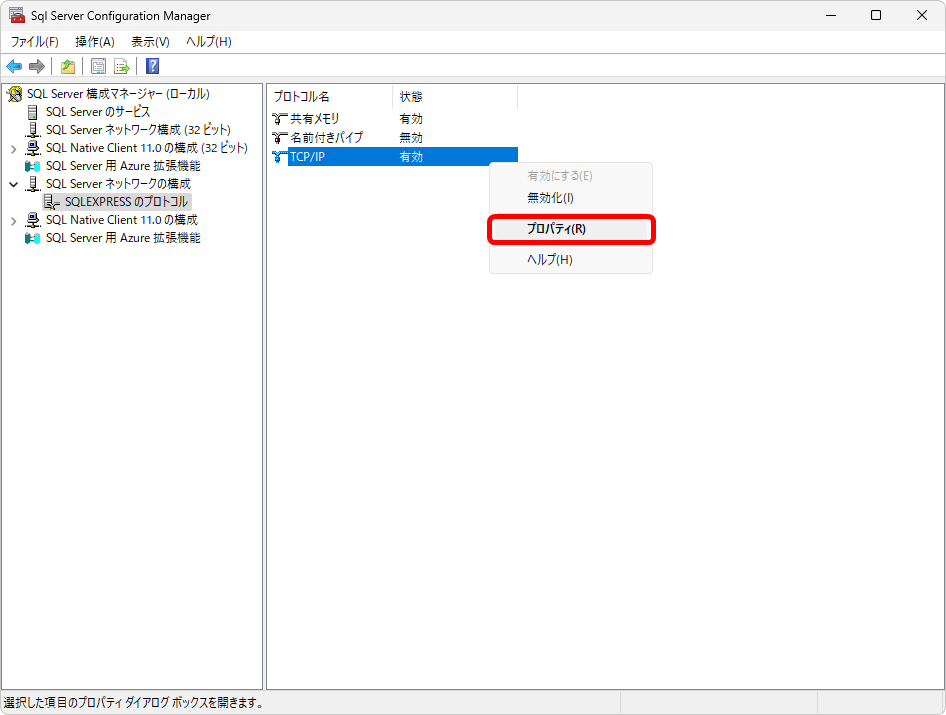 Sql Server Configuration Manager
ファイル(F) 操作(A) 表示(V) ヘルプ(H)
SQL Server 構成マネージャー (ローカル)
SQL Server のサービス
SQL Server ネットワーク構成 (32 ビット)
SQL Native Client 11.0 の構成 (32 ビット)
SQL Server 用 Azure 拡張機能
SQL Server ネットワークの構成
SQLEXPRESS のプロトコル
SQL Native Client 11.0 の構成
SQL Server 用 Azure 拡張機能
プロトコル名 状態
共有メモリ 有効
名前付きパイプ 無効
TCP/IP 有効
有効にする(E)
無効化(I)
プロパティ(R)
ヘルプ(H)
選択した項目のプロパティ ダイアログ ボックスを開きます。